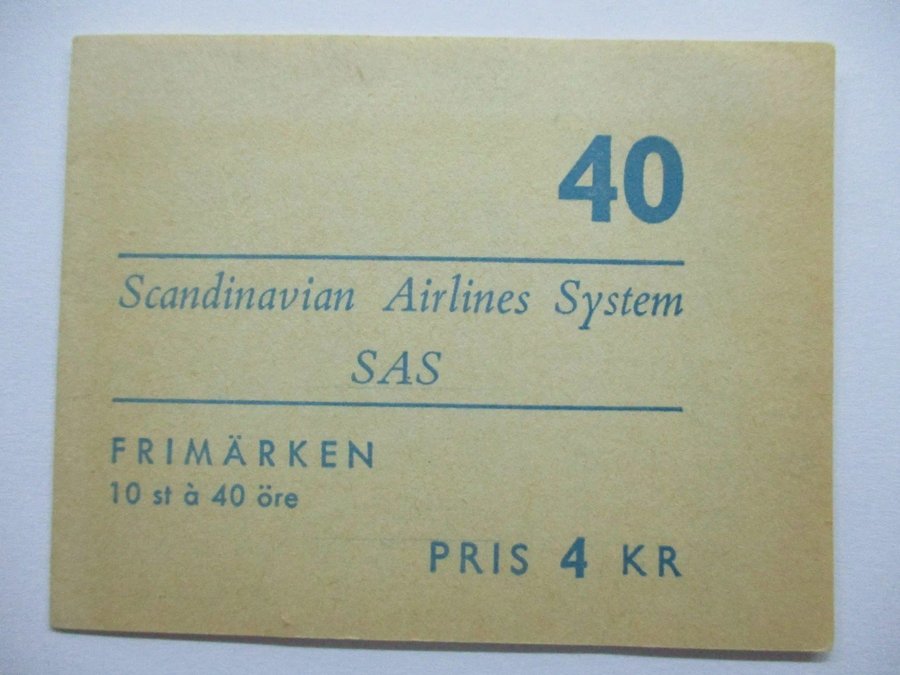 40
Scandinavian Airlines System
SAS
FRIMÄRKEN
10 st à 40 öre
PRIS 4 KR